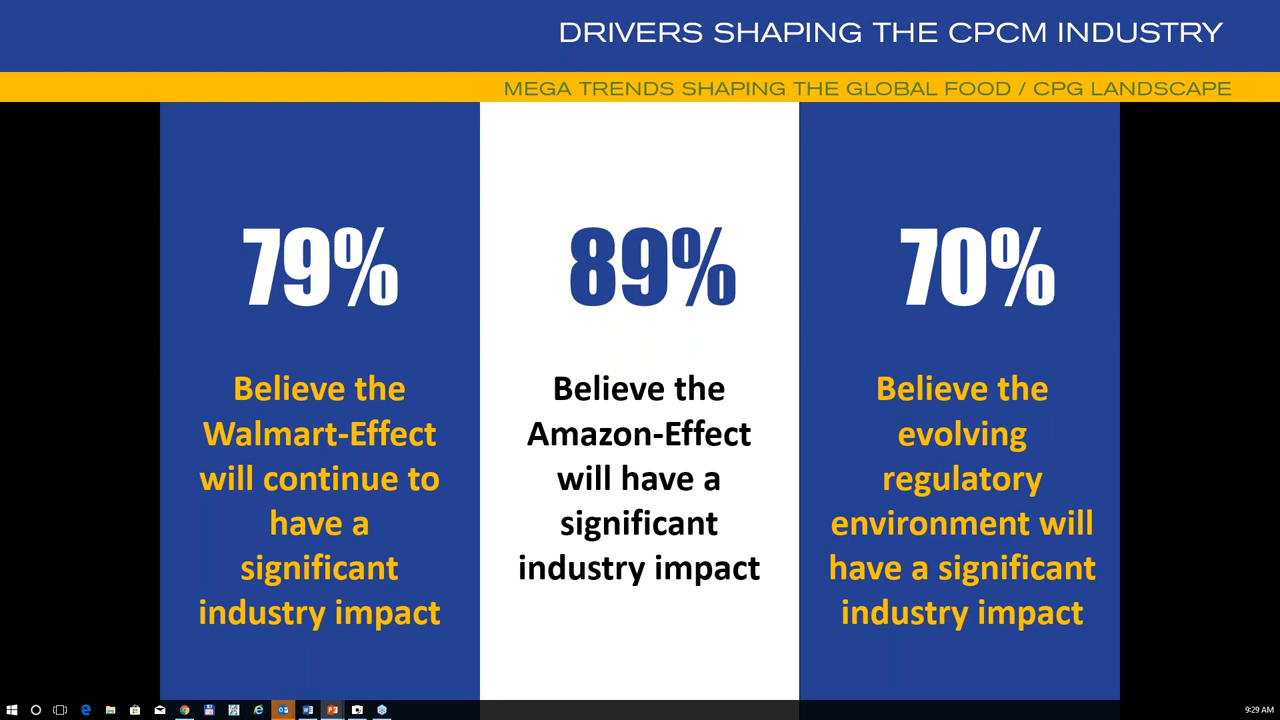 DRIVERS SHAPING THE CPCM INDUSTRY
MEGA TRENDS SHAPING THE GLOBAL FOOD / CPG LANDSCAPE
79%
Believe the
Walmart-Effect
will continue to
have a
significant
industry impact
89%
Believe the
Amazon-Effect
will have a
significant
industry impact
70%
Believe the
evolving
regulatory
environment will
have a significant
industry impact
9:29 AM